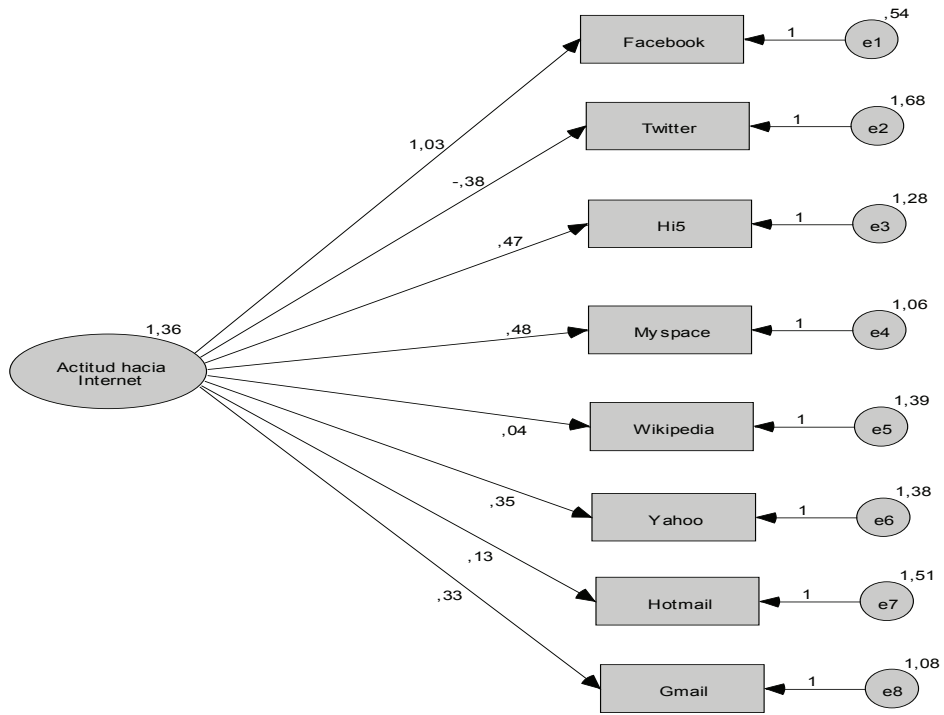 ,54
Facebook
1
e1
1,68
Twitter
1
e2
1,03
-,38
1,28
Hi5
1
e3
,47
1,06
1,36
,48
Myspace
1
e4
Actitud hacia
Internet
1,39
,04
Wikipedia
1
e5
1,38
,35
Yahoo
1
e6
,13
1,51
,33
Hotmail
1
e7
1,08
Gmail
1
e8